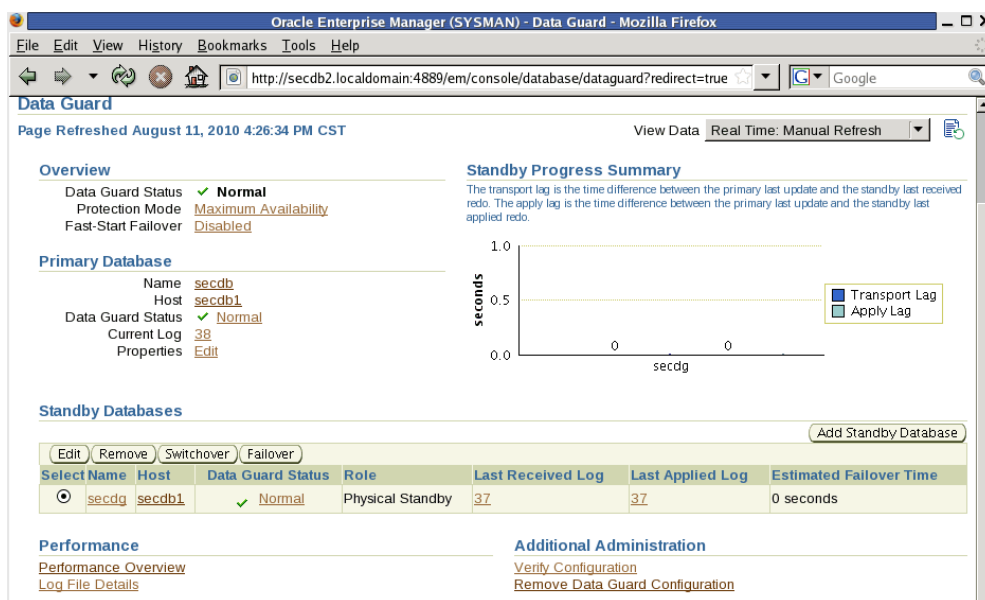 Oracle Enterprise Manager (SYSMAN) - Data Guard - Mozilla Firefox
File Edit View History Bookmarks Tools Help
http://secdb2.localdomain:4889/em/console/database/dataguard?redirect=true
G Google
Data Guard
Page Refreshed August 11, 2010 4:26:34 PM CST
View Data Real Time: Manual Refresh
Overview
Data Guard Status Normal
Protection Mode Maximum Availability
Fast-Start Failover Disabled
Primary Database
Name secdb
Host secdb1
Data Guard Status Normal
Current Log 38
Properties Edit
Standby Progress Summary
The transport lag is the time difference between the primary last update and the standby last received
redo. The apply lag is the time difference between the primary last update and the standby last
applied redo.
seconds
1.0
0.5
0.0
0 0
secdg
Transport Lag
Apply Lag
Standby Databases
Add Standby Database
Edit Remove Switchover Failover
Select Name Host Data Guard Status Role Last Received Log Last Applied Log Estimated Failover Time
secdg secdb1 Normal Physical Standby 37 37 0 seconds
Performance
Performance Overview
Log File Details
Additional Administration
Verify Configuration
Remove Data Guard Configuration